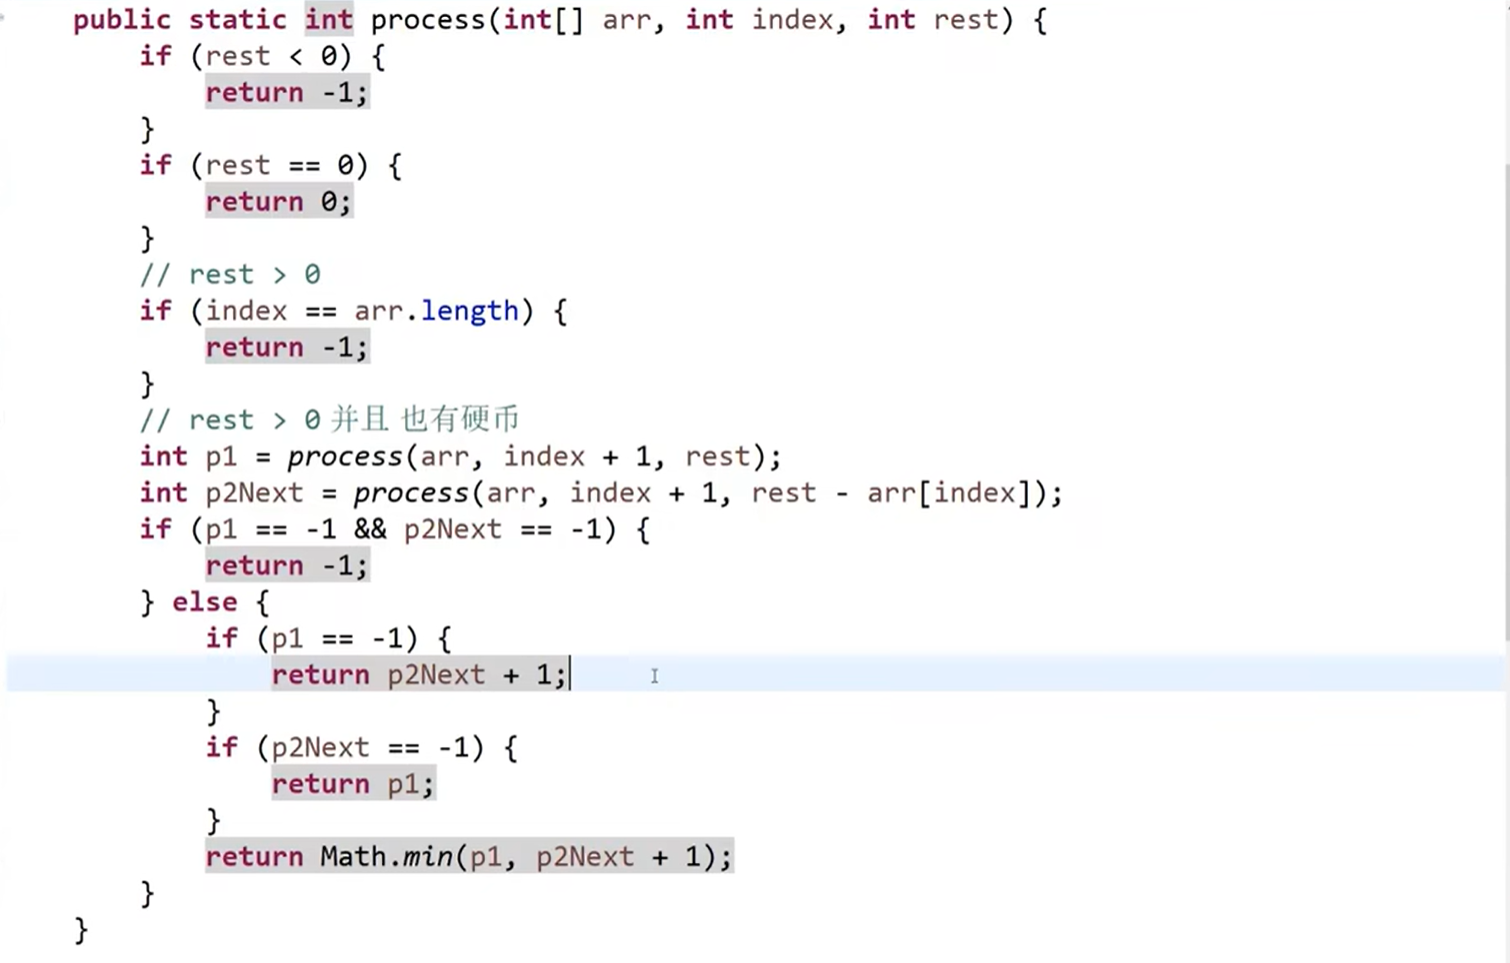 public static int process(int[] arr, int index, int rest) {
if (rest < 0) {
return -1;
}
if (rest == 0) {
return 0;
}
// rest > 0
if (index == arr.length) {
return -1;
}
// rest > 0 并且 也有硬币
int p1 = process(arr, index + 1, rest);
int p2Next = process(arr, index + 1, rest - arr[index]);
if (p1 == -1 && p2Next == -1) {
return -1;
} else {
if (p1 == -1) {
return p2Next + 1;
}
if (p2Next == -1) {
return p1;
}
return Math.min(p1, p2Next + 1);
}
}